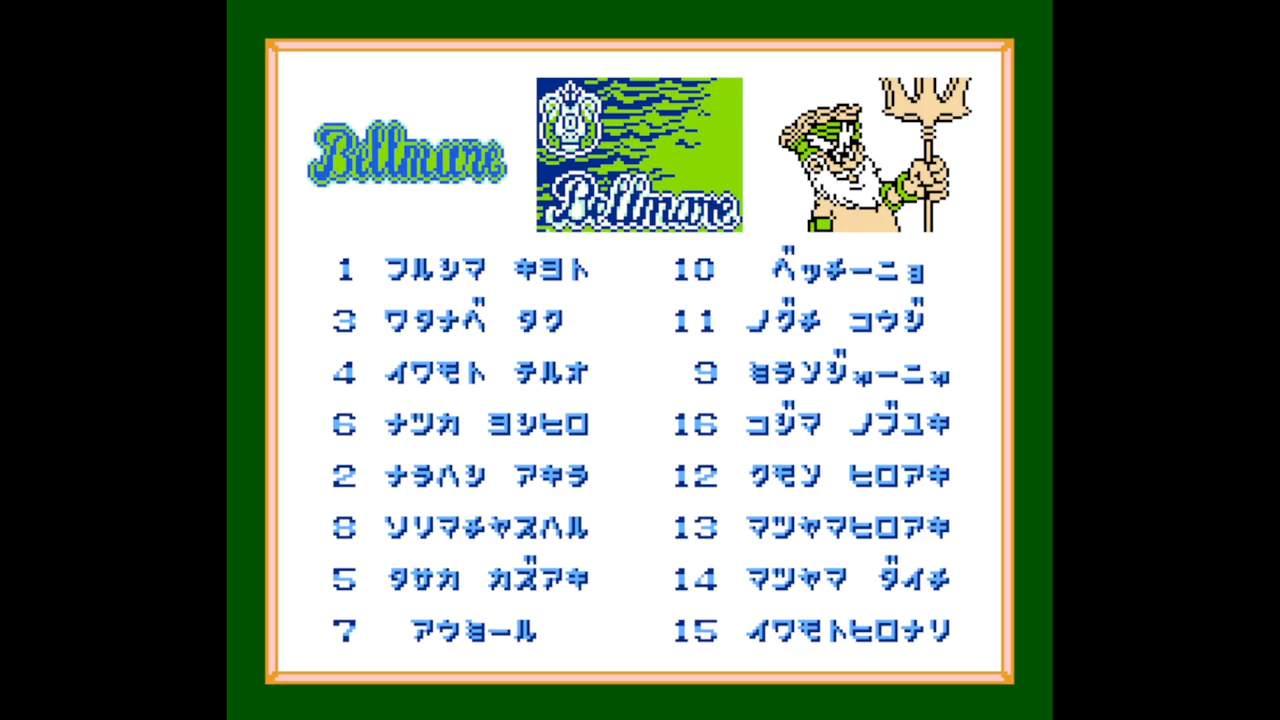 Bellmare
Bellmare
1 フルシマ キヨト
3 ワタナベ タク
4 イワモト テルオ
6 ナツカ ヨシヒロ
2 ナラハシ アキラ
8 ソリマチヤスハル
5 タサカ カズアキ
7 アウミール
10 ベッチーニョ
11 ノグチ コウジ
9 ミランジューニュ
16 コジマ ノブユキ
12 クモン ヒロアキ
13 マツヤマヒロアキ
14 マツヤマ ダイチ
15 イワモトヒロナリ